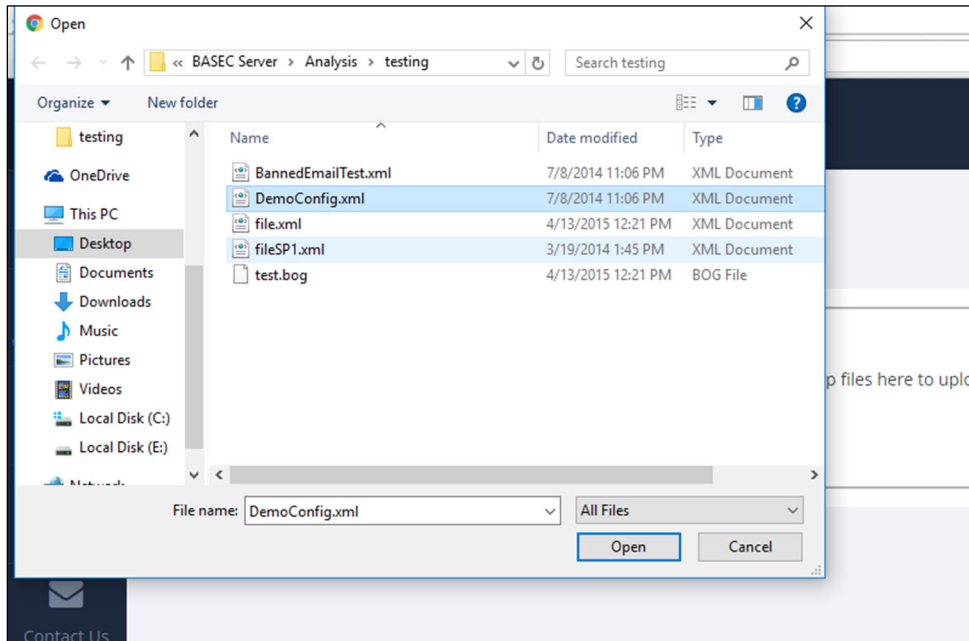 Open
« BASEC Server › Analysis › testing
Search testing
Organize
New folder
testing
OneDrive
This PC
Desktop
Documents
Downloads
Music
Pictures
Videos
Local Disk (C:)
Local Disk (E:)
Network
Name Date modified Type
BannedEmailTest.xml 7/8/2014 11:06 PM XML Document
DemoConfig.xml 7/8/2014 11:06 PM XML Document
file.xml 4/13/2015 12:21 PM XML Document
fileSP1.xml 3/19/2014 1:45 PM XML Document
test.bog 4/13/2015 12:21 PM BOG File
p files here to uplo
File name: DemoConfig.xml All Files
Open Cancel
Contact Us